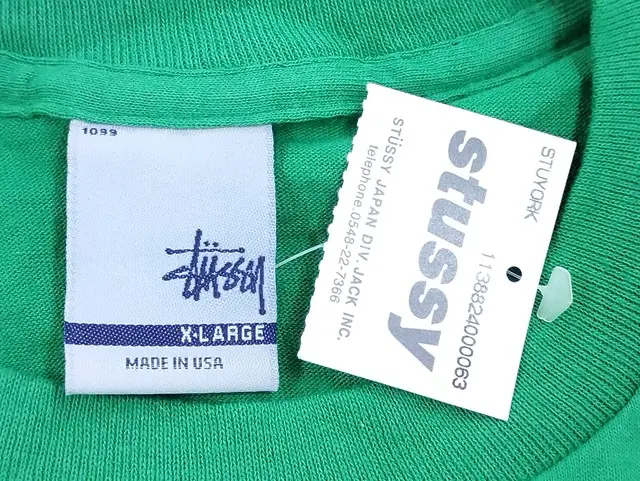 1099
stüssy
X-LARGE
MADE IN USA
STUYORK
1138824000063
stussy
STÜSSY JAPAN DIV. JACK INC.
telephone.0548-22-7366